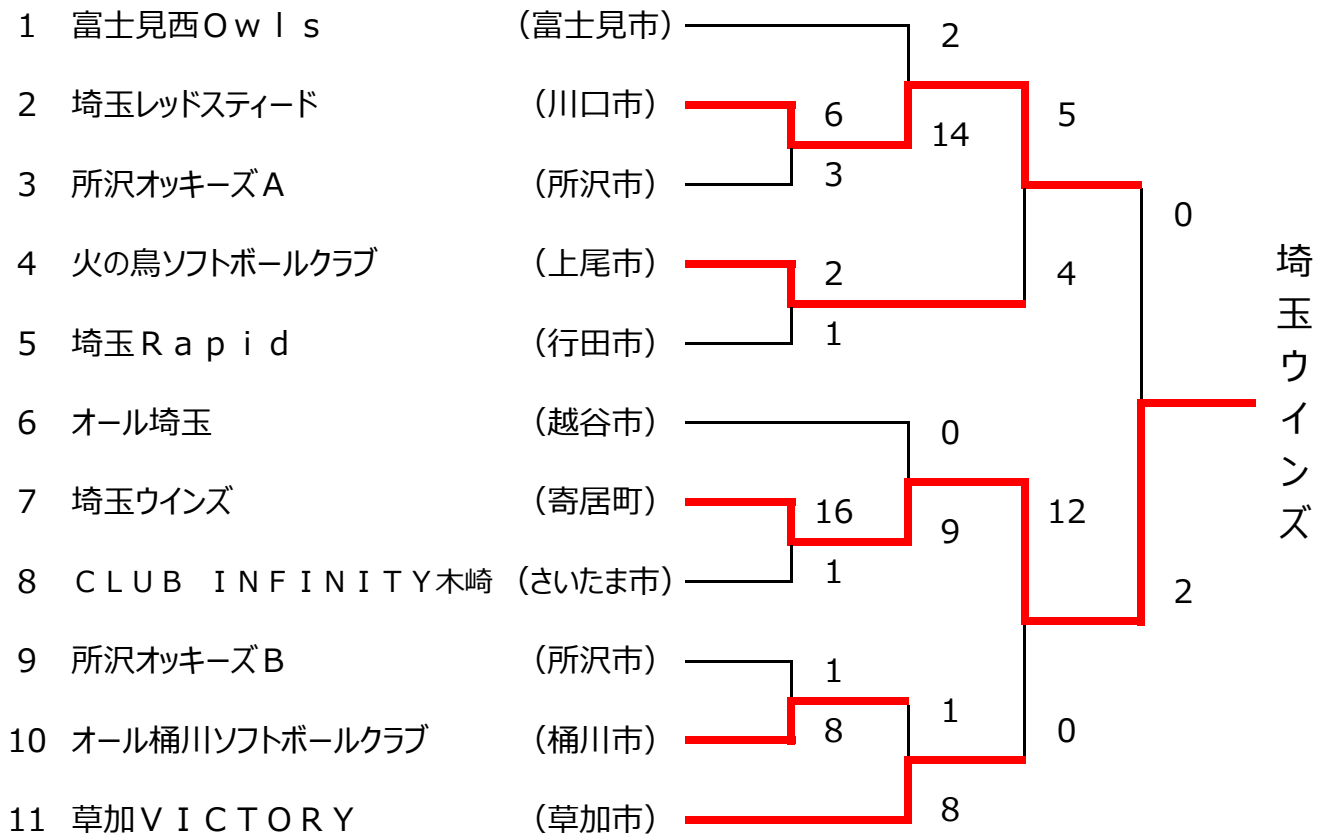 1 富士見西Ｏｗｌｓ （富士見市）
2
2 埼玉レッドスティード （川口市）
6
5
14
3 所沢オッキーズＡ （所沢市）
3
0
4 火の鳥ソフトボールクラブ （上尾市）
2
4
5 埼玉Ｒａｐｉｄ （行田市）
1
埼玉ウインズ
6 オール埼玉 （越谷市）
0
7 埼玉ウインズ （寄居町）
16
12
9
8 ＣＬＵＢ　ＩＮＦＩＮＩＴＹ木崎 （さいたま市）
1
2
9 所沢オッキーズＢ （所沢市）
1
1
10 オール桶川ソフトボールクラブ （桶川市）
8
0
11 草加ＶＩＣＴＯＲＹ （草加市）
8